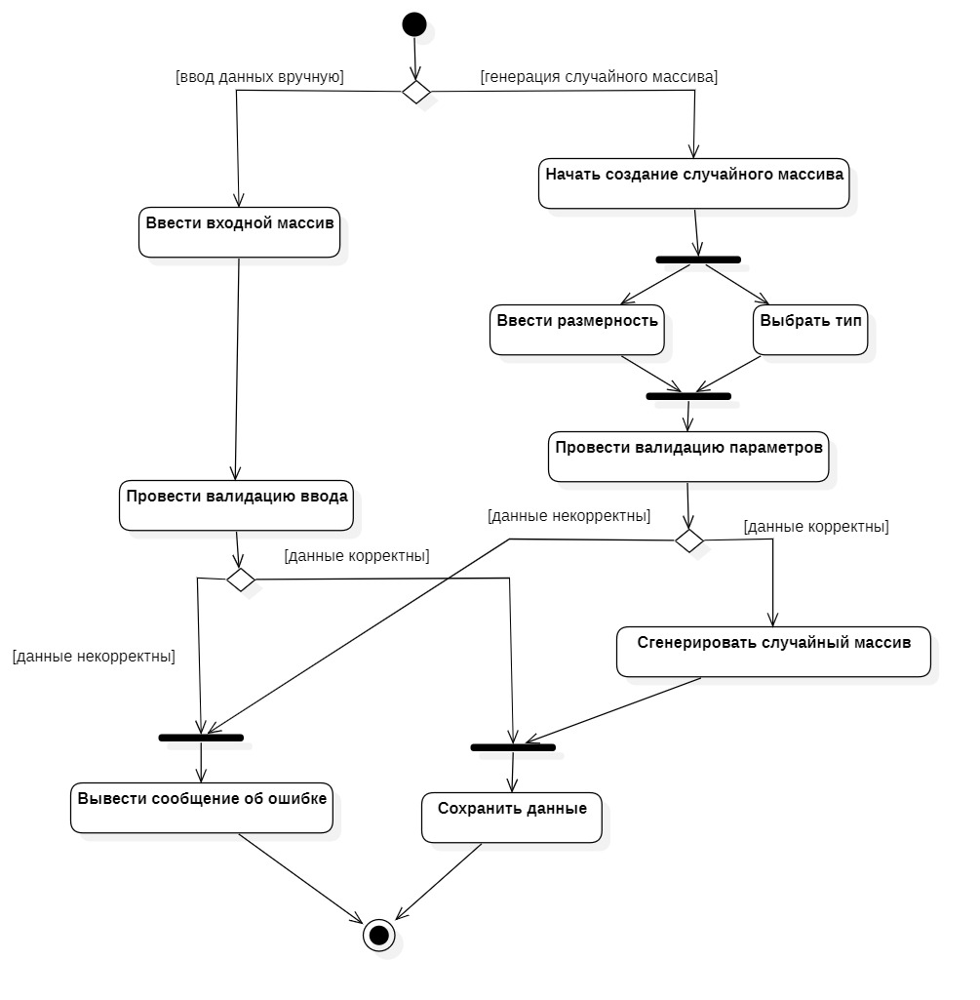 [ввод данных вручную]
[генерация случайного массива]
Начать создание случайного массива
Ввести входной массив
Ввести размерность
Выбрать тип
Провести валидацию параметров
Провести валидацию ввода
[данные некорректны]
[данные корректны]
[данные корректны]
[данные некорректны]
Сгенерировать случайный массив
Вывести сообщение об ошибке
Сохранить данные